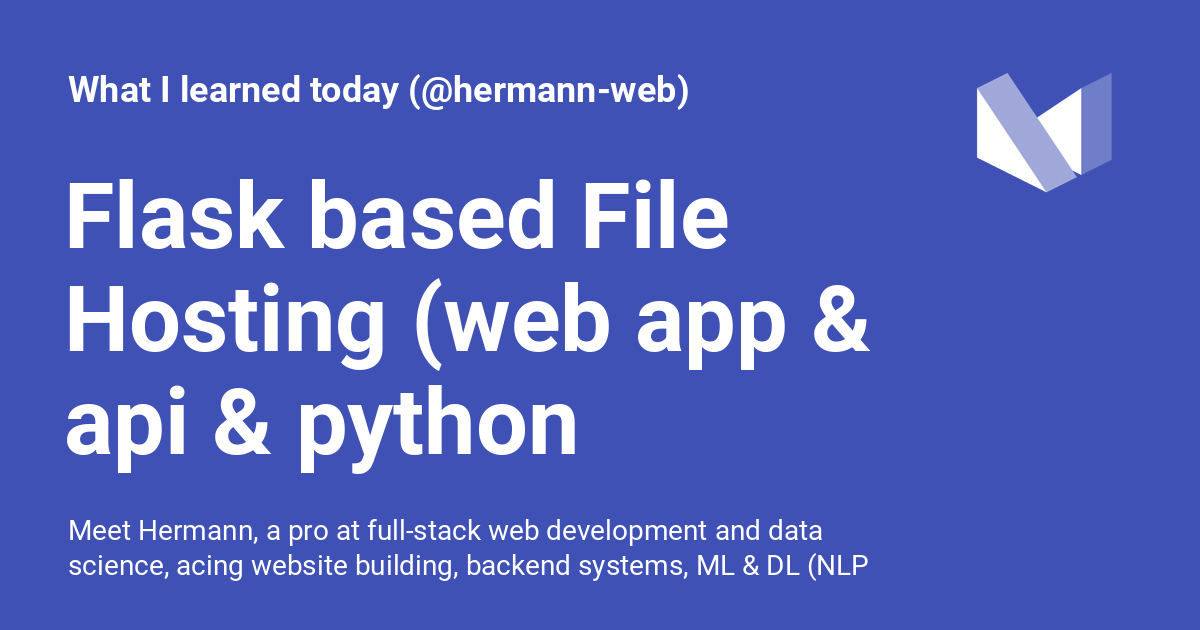 What I learned today (@hermann-web)
Flask based File
Hosting (web app &
api & python
Meet Hermann, a pro at full-stack web development and data
science, acing website building, backend systems, ML & DL (NLP